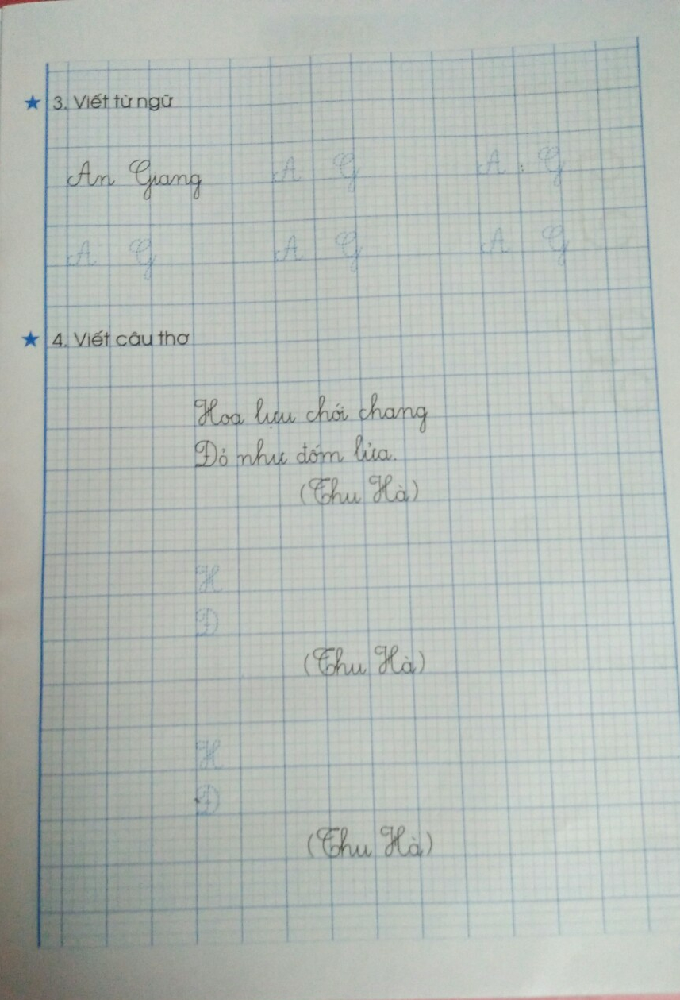 ★ 3. Viết từ ngữ
An Giang A G A G
A G A G A G
★ 4. Viết câu thơ
Hoa lựu chói chang
Đỏ như đốm lửa.
(Thu Hà)
H
Đ
(Thu Hà)
H
Đ
(Thu Hà)